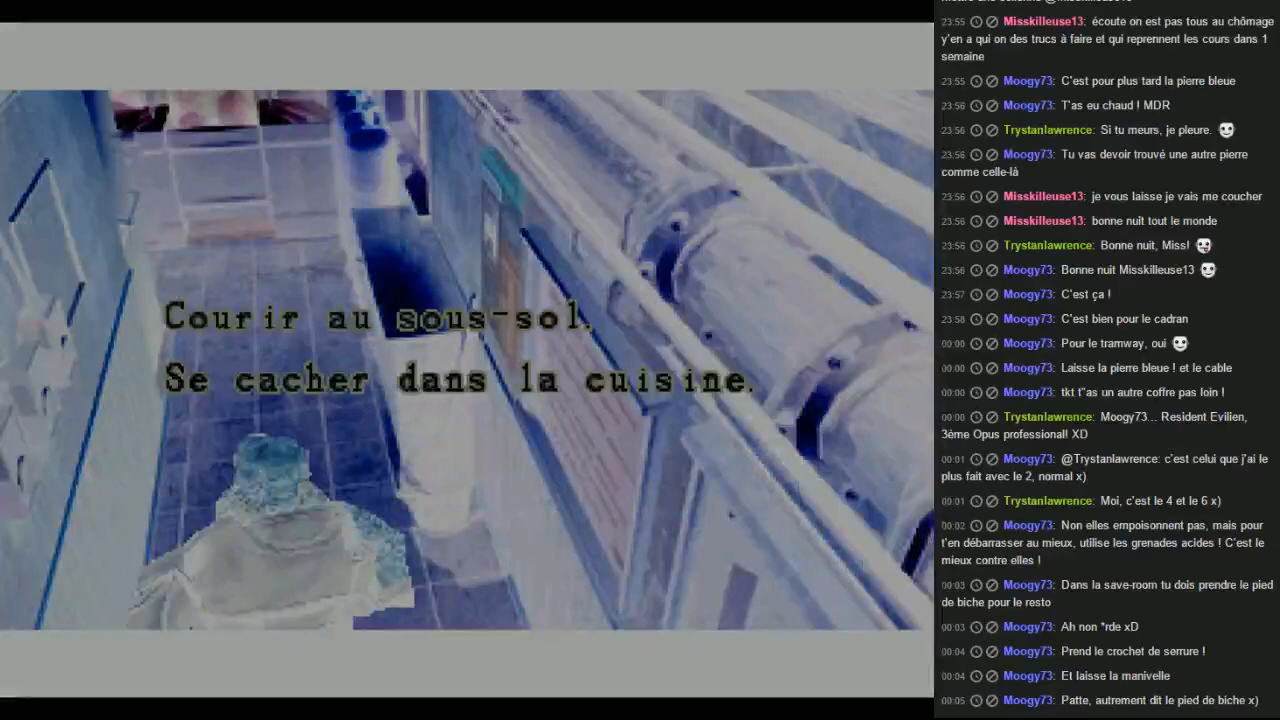 Courir au sous-sol.
Se cacher dans la cuisine.
23:55 Misskilleuse13: écoute on est pas tous au chômage
y'en a qui on des trucs à faire et qui reprennent les cours dans 1
semaine
23:55 Moogy73: C'est pour plus tard la pierre bleue
23:56 Moogy73: T'as eu chaud ! MDR
23:56 Trystanlawrence: Si tu meurs, je pleure.
23:56 Moogy73: Tu vas devoir trouvé une autre pierre
comme celle-là
23:56 Misskilleuse13: je vous laisse je vais me coucher
23:56 Misskilleuse13: bonne nuit tout le monde
23:56 Trystanlawrence: Bonne nuit, Miss!
23:56 Moogy73: Bonne nuit Misskilleuse13
23:57 Moogy73: C'est ça !
23:58 Moogy73: C'est bien pour le cadran
00:00 Moogy73: Pour le tramway, oui
00:00 Moogy73: Laisse la pierre bleue ! et le cable
00:00 Moogy73: tkt t"as un autre coffre pas loin !
00:00 Trystanlawrence: Moogy73... Resident Evilien,
3ème Opus professional! XD
00:01 Moogy73: @Trystanlawrence: c'est celui que j'ai le
plus fait avec le 2, normal x)
00:01 Trystanlawrence: Moi, c'est le 4 et le 6 x)
00:02 Moogy73: Non elles empoisonnent pas, mais pour
t'en débarrasser au mieux, utilise les grenades acides ! C'est le
mieux contre elles !
00:03 Moogy73: Dans la save-room tu dois prendre le pied
de biche pour le resto
00:03 Moogy73: Ah non *rde xD
00:04 Moogy73: Prend le crochet de serrure !
00:04 Moogy73: Et laisse la manivelle
00:05 Moogy73: Patte, autrement dit le pied de biche x)